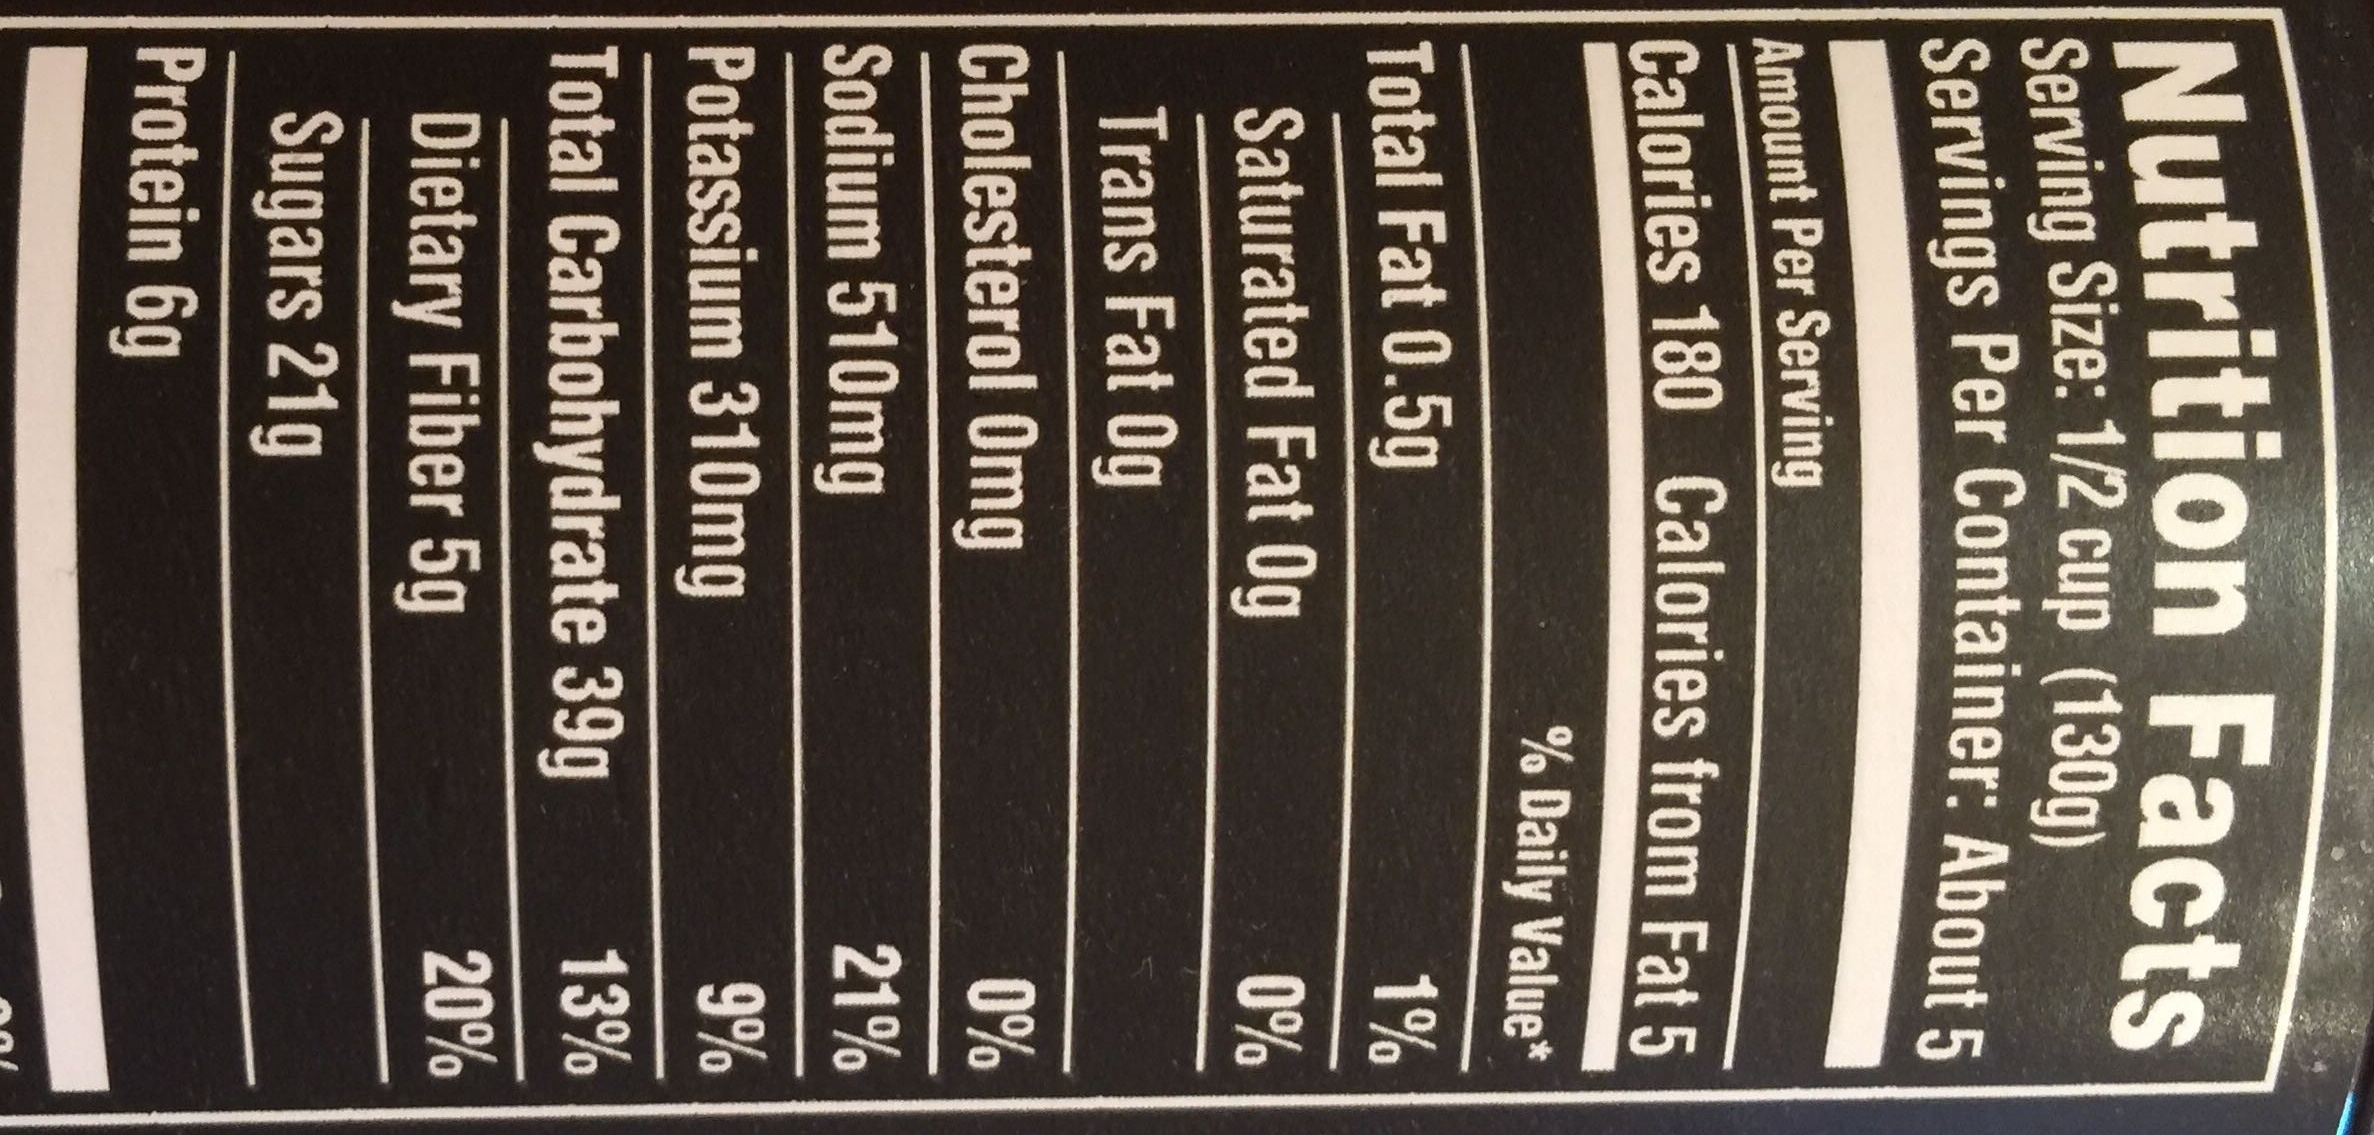 Nutrition Facts
Serving Size: 1/2 cup (130g)
Servings Per Container: About 5
Amount Per Serving
Calories 180 Calories from Fat 5
% Daily Value*
Total Fat 0.5g 1%
Saturated Fat 0g 0%
Trans Fat 0g
Cholesterol 0mg 0%
Sodium 510mg 21%
Potassium 310mg 9%
Total Carbohydrate 39g 13%
Dietary Fiber 5g 20%
Sugars 21g
Protein 6g